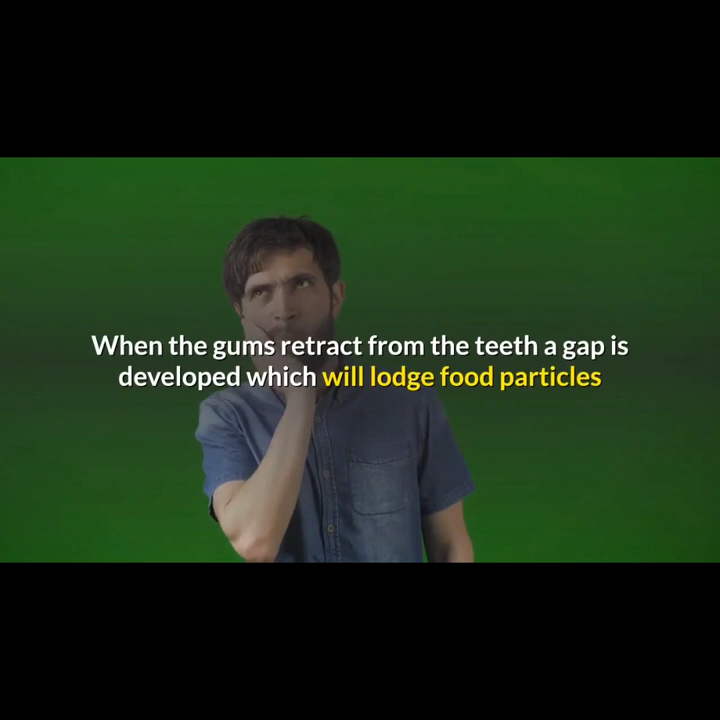 When the gums retract from the teeth a gap is
developed which will lodge food particles